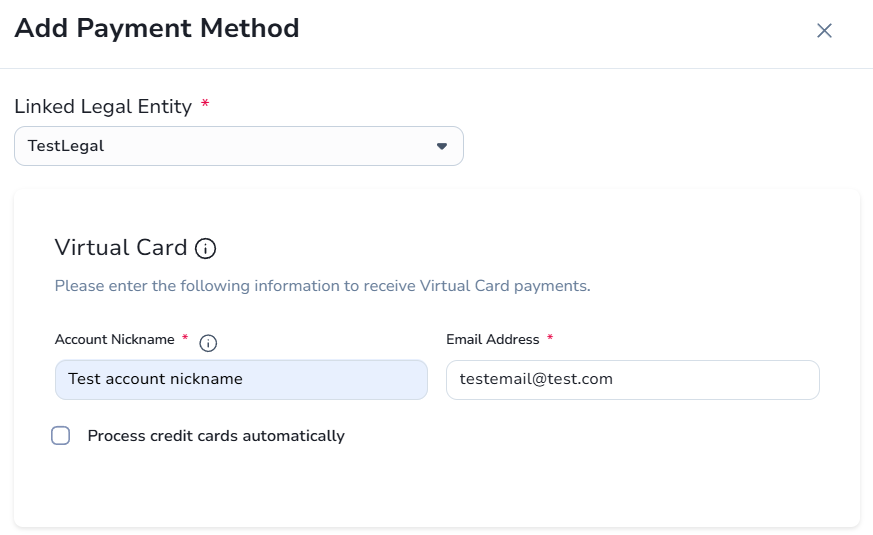 Add Payment Method
Linked Legal Entity *
TestLegal
Virtual Card
Please enter the following information to receive Virtual Card payments.
Account Nickname * Email Address *
Test account nickname testemail@test.com
Process credit cards automatically